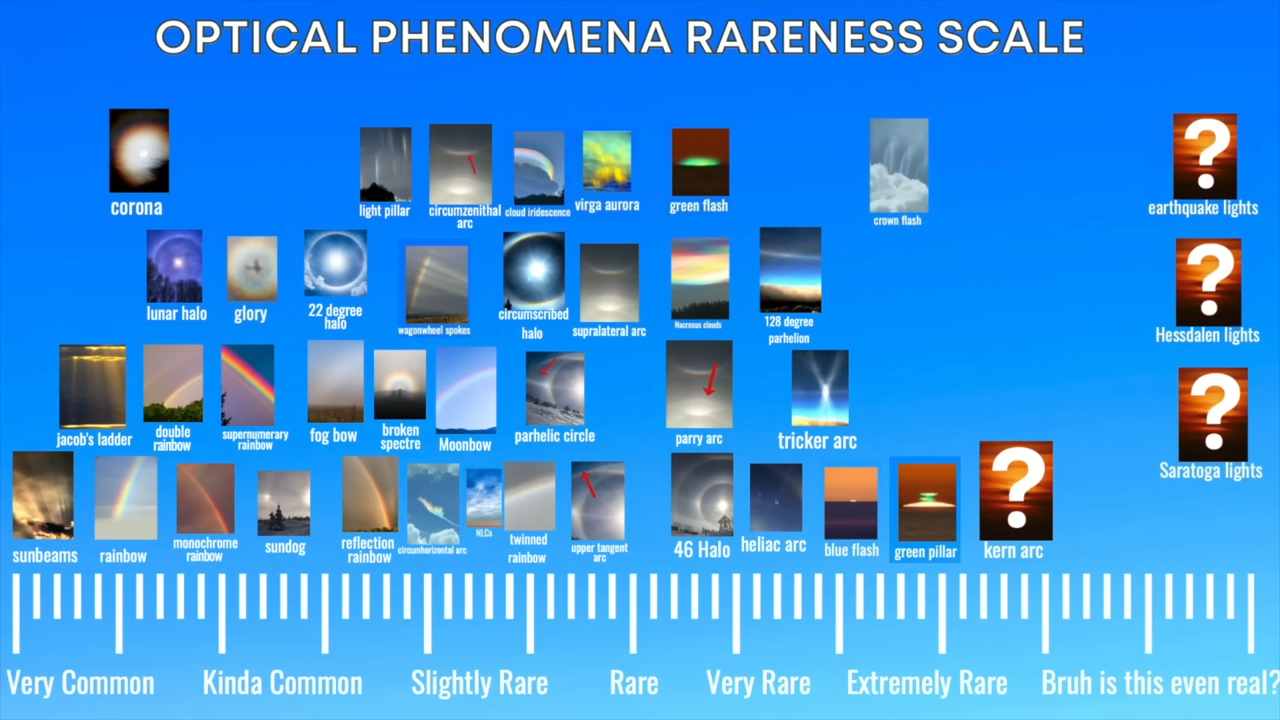 OPTICAL PHENOMENA RARENESS SCALE
corona
light pillar
circumzenithal
arc
cloud iridescence
virga aurora
green flash
crown flash
?
earthquake lights
lunar halo
glory
22 degree
halo
wagonwheel spokes
circumscribed
halo
supralateral arc
Nacreous clouds
128 degree
parhelion
?
Hessdalen lights
jacob's ladder
double
rainbow
supernumerary
rainbow
fog bow
broken
spectre
Moonbow
parhelic circle
parry arc
tricker arc
?
Saratoga lights
sunbeams
rainbow
monochrome
rainbow
sundog
reflection
rainbow
circumhorizontal arc
NLCs
twinned
rainbow
upper tangent
arc
46 Halo
heliac arc
blue flash
green pillar
?
kern arc
Very Common
Kinda Common
Slightly Rare
Rare
Very Rare
Extremely Rare
Bruh is this even real?